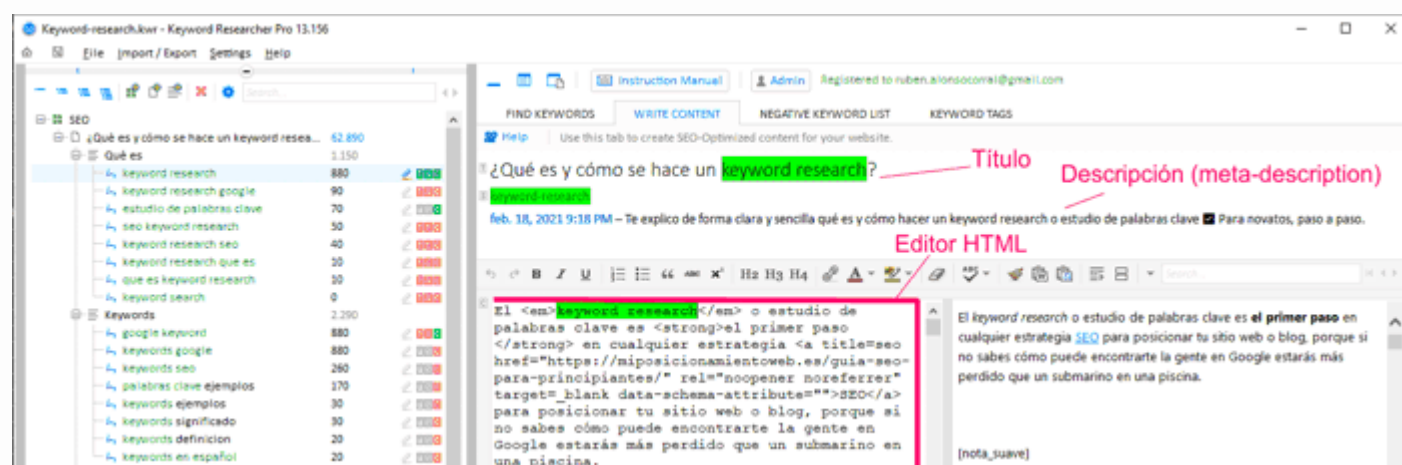 Keyword-research.kwr - Keyword Researcher Pro 13.156
File Import / Export Settings Help
Search...
SEO
¿Qué es y cómo se hace un keyword resea... 62.890
Qué es 1.150
keyword research 880
keyword research google 90
estudio de palabras clave 70
seo keyword research 50
keyword research seo 40
keyword research que es 10
que es keyword research 10
keyword search 0
Keywords 2.290
google keyword 880
keywords google 880
keywords seo 260
palabras clave ejemplos 170
keywords ejemplos 30
keywords significado 30
keywords definicion 20
keywords en español 20
Instruction Manual Admin Registered to ruben.alonsocorral@gmail.com
FIND KEYWORDS WRITE CONTENT NEGATIVE KEYWORD LIST KEYWORD TAGS
Help Use this tab to create SEO-Optimized content for your website.
¿Qué es y cómo se hace un keyword research?
Título
Descripción (meta-description)
keyword-research
feb. 18, 2021 9:18 PM – Te explico de forma clara y sencilla qué es y cómo hacer un keyword research o estudio de palabras clave ☑ Para novatos, paso a paso.
Editor HTML
B I U H2 H3 H4 A Search...
El <em>keyword research</em> o estudio de
palabras clave es <strong>el primer paso
</strong> en cualquier estrategia <a title=seo
href="https://miposicionamientoweb.es/guia-seo-
para-principiantes/" rel="noopener noreferrer"
target=_blank data-schema-attribute="">SEO</a>
para posicionar tu sitio web o blog, porque si
no sabes cómo puede encontrarte la gente en
Google estarás más perdido que un submarino en
una piscina.
El keyword research o estudio de palabras clave es el primer paso en
cualquier estrategia SEO para posicionar tu sitio web o blog, porque si
no sabes cómo puede encontrarte la gente en Google estarás más
perdido que un submarino en una piscina.
[nota_suave]